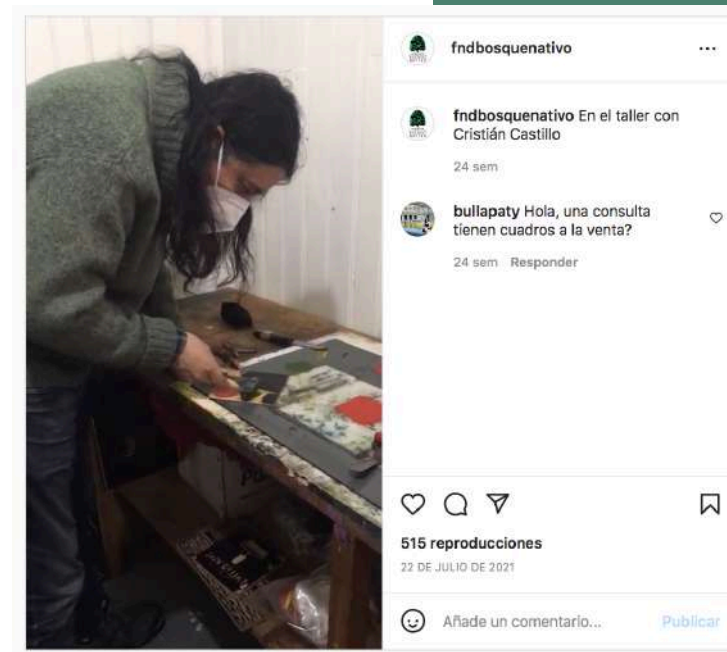 fndbosquenativo
fndbosquenativo En el taller con
Cristián Castillo
24 sem
bullapaty Hola, una consulta
tienen cuadros a la venta?
24 sem Responder
515 reproducciones
22 DE JULIO DE 2021
Añade un comentario...
Publicar